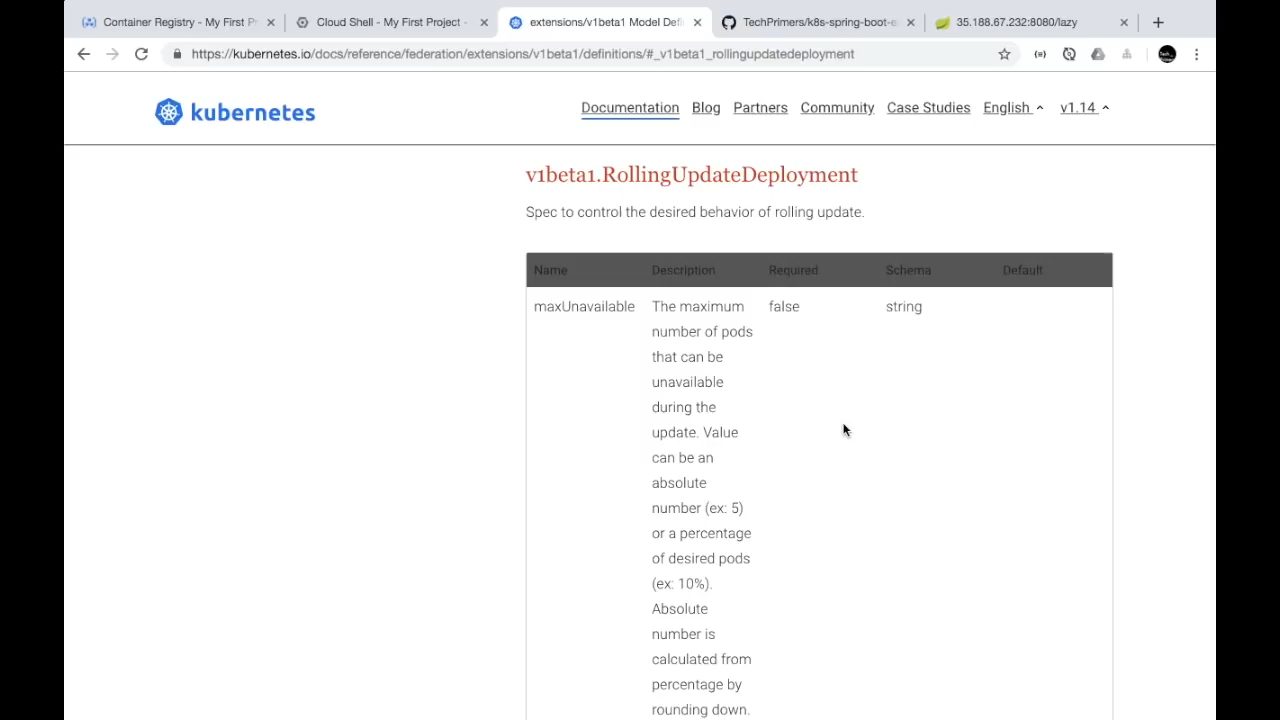 Container Registry - My First P
Cloud Shell - My First Project -
extensions/v1beta1 Model Defi
TechPrimers/k8s-spring-boot-e
35.188.67.232:8080/lazy
https://kubernetes.io/docs/reference/federation/extensions/v1beta1/definitions/#_v1beta1_rollingupdatedeployment
kubernetes
Documentation Blog Partners Community Case Studies English v1.14
v1beta1.RollingUpdateDeployment
Spec to control the desired behavior of rolling update.
Name Description Required Schema Default
maxUnavailable The maximum false string
number of pods
that can be
unavailable
during the
update. Value
can be an
absolute
number (ex: 5)
or a percentage
of desired pods
(ex: 10%).
Absolute
number is
calculated from
percentage by
rounding down.